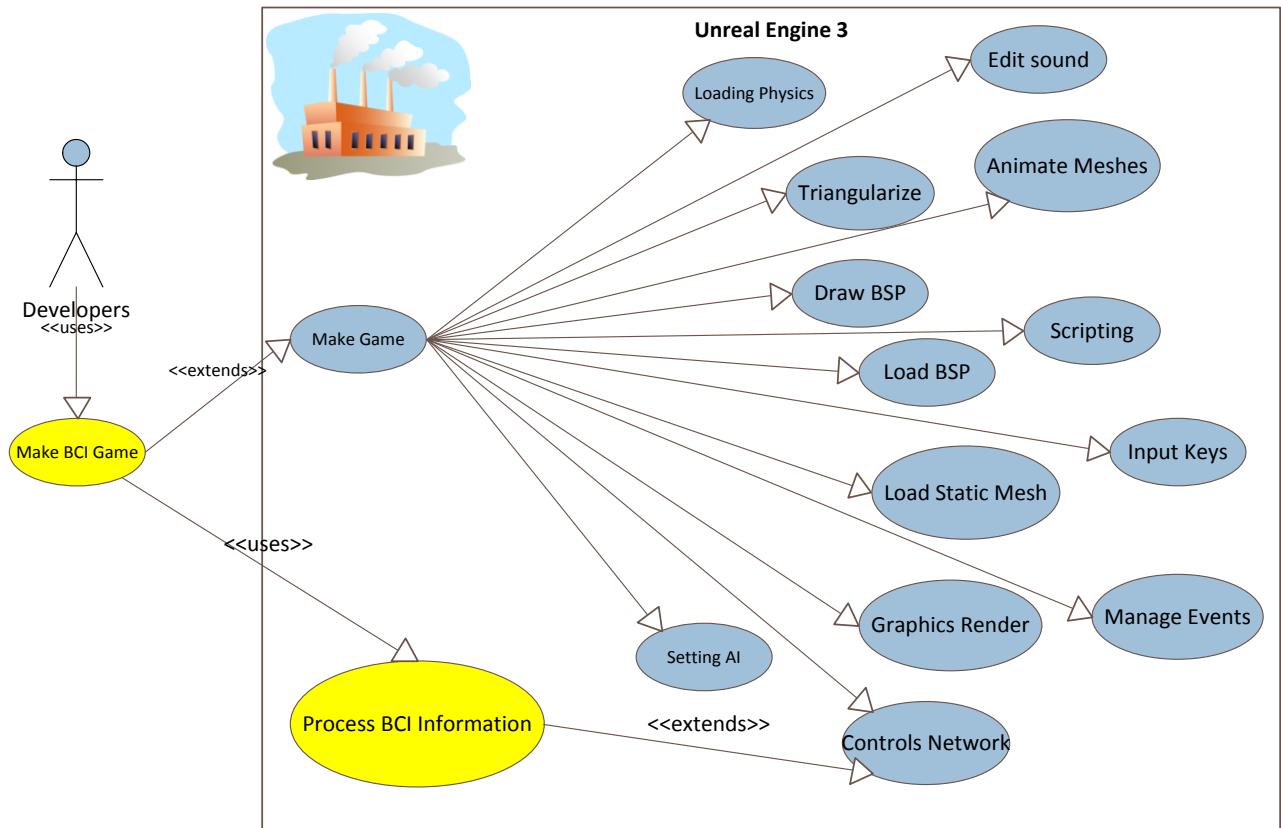 Unreal Engine 3
Edit sound
Loading Physics
Animate Meshes
Triangularize
Draw BSP
Developers
<<uses>>
Scripting
Make Game
<<extends>>
Load BSP
Make BCI Game
Input Keys
Load Static Mesh
<<uses>>
Manage Events
Graphics Render
Setting AI
Process BCI Information
<<extends>>
Controls Network